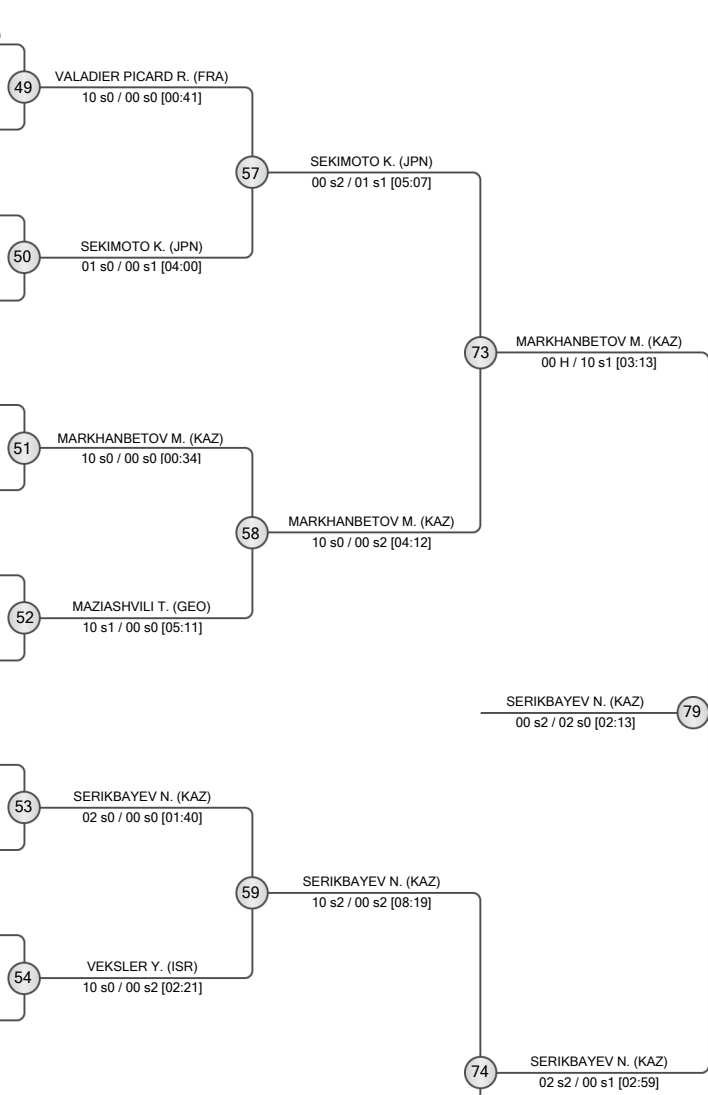 49
VALADIER PICARD R. (FRA)
10 s0 / 00 s0 [00:41]
57
SEKIMOTO K. (JPN)
00 s2 / 01 s1 [05:07]
50
SEKIMOTO K. (JPN)
01 s0 / 00 s1 [04:00]
73
MARKHANBETOV M. (KAZ)
00 H / 10 s1 [03:13]
51
MARKHANBETOV M. (KAZ)
10 s0 / 00 s0 [00:34]
58
MARKHANBETOV M. (KAZ)
10 s0 / 00 s2 [04:12]
52
MAZIASHVILI T. (GEO)
10 s1 / 00 s0 [05:11]
SERIKBAYEV N. (KAZ)
00 s2 / 02 s0 [02:13]
79
53
SERIKBAYEV N. (KAZ)
02 s0 / 00 s0 [01:40]
59
SERIKBAYEV N. (KAZ)
10 s2 / 00 s2 [08:19]
54
VEKSLER Y. (ISR)
10 s0 / 00 s2 [02:21]
74
SERIKBAYEV N. (KAZ)
02 s2 / 00 s1 [02:59]